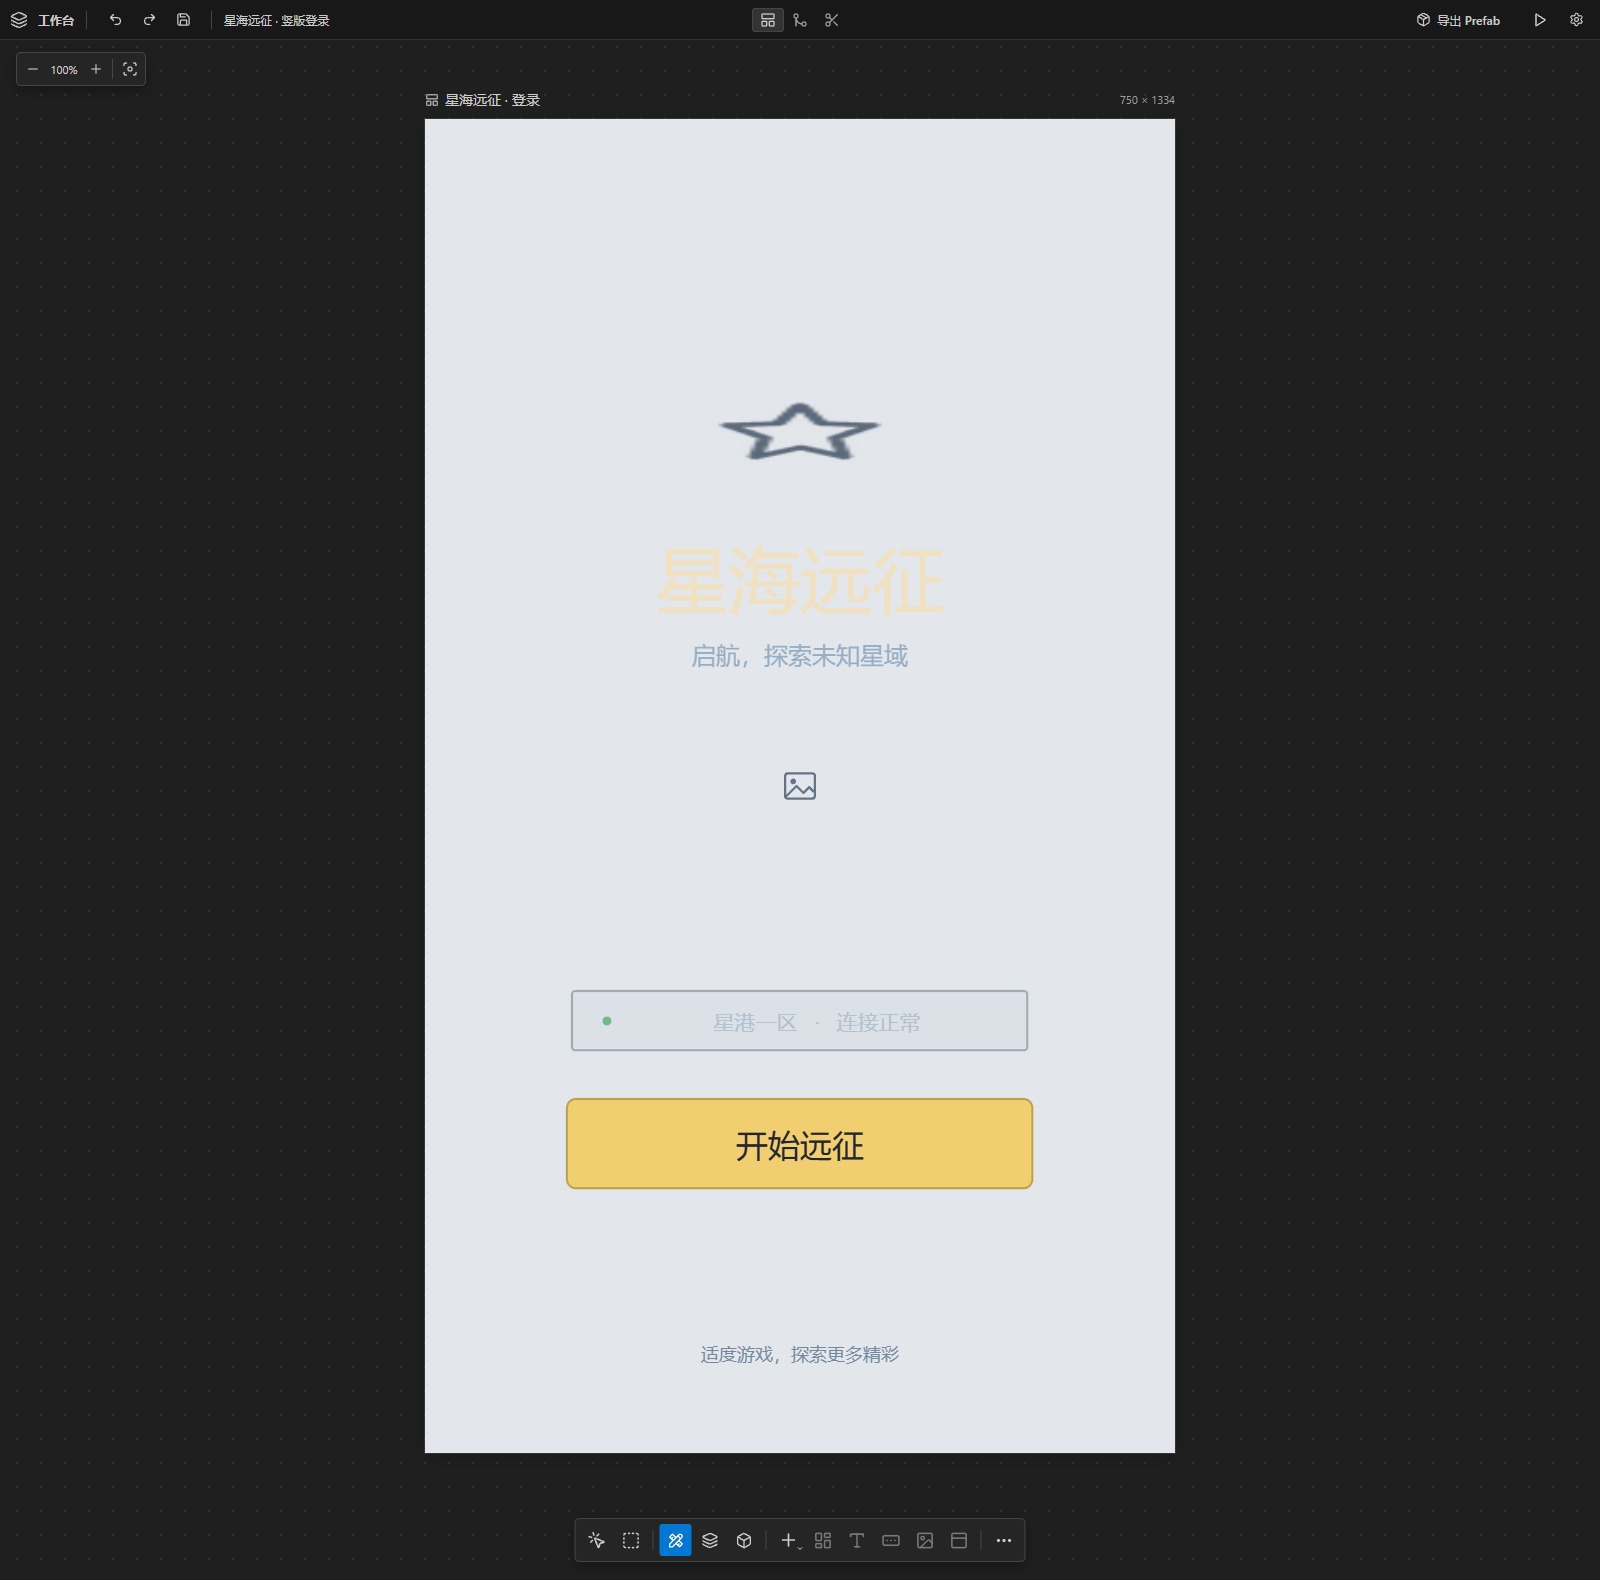 工作台
星海远征 · 竖版登录
导出 Prefab
100%
星海远征 · 登录
750 × 1334
星海远征
启航，探索未知星域
星港一区 · 连接正常
开始远征
适度游戏，探索更多精彩